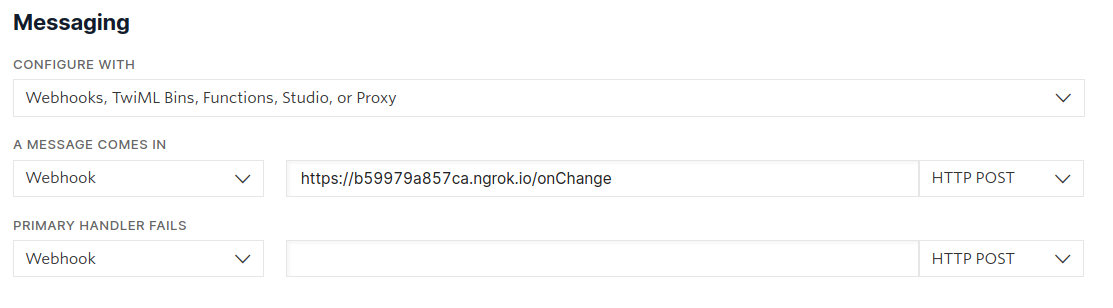 Messaging
CONFIGURE WITH
Webhooks, TwiML Bins, Functions, Studio, or Proxy
A MESSAGE COMES IN
Webhook https://b59979a857ca.ngrok.io/onChange HTTP POST
PRIMARY HANDLER FAILS
Webhook HTTP POST